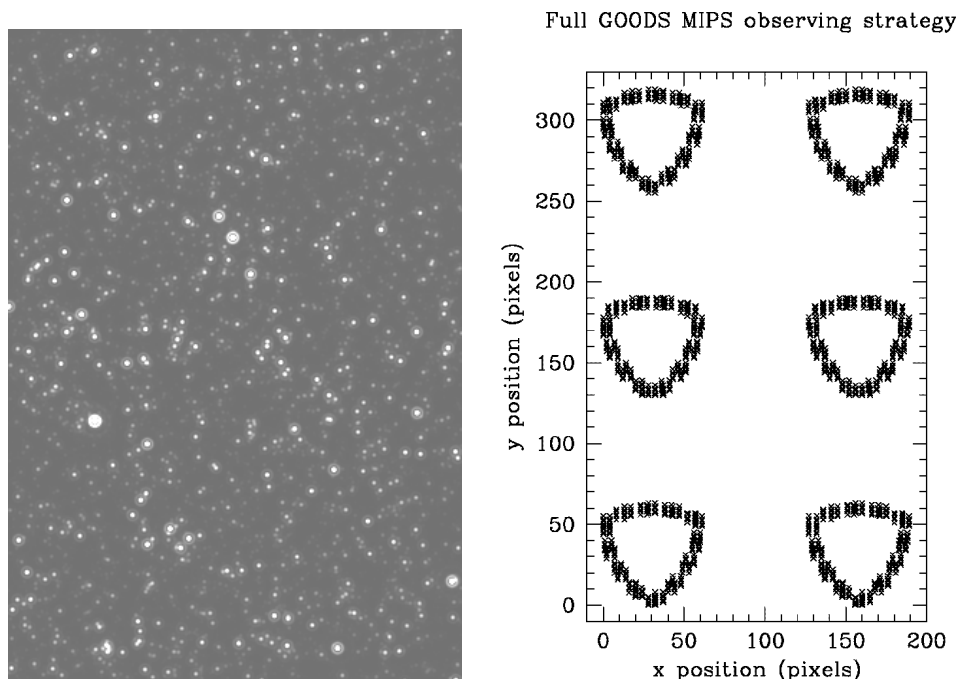 Full GOODS MIPS observing strategy
y position (pixels)
300
250
200
150
100
50
0
0 50 100 150 200
x position (pixels)